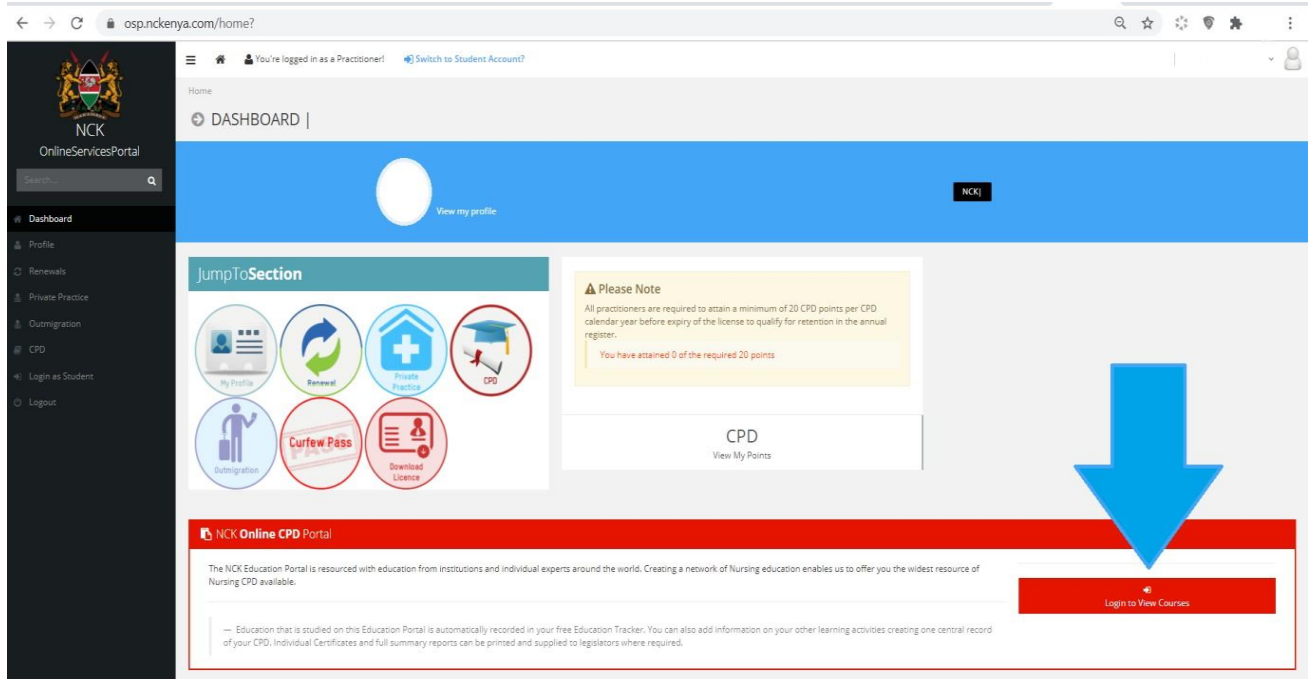 osp.nckenya.com/home?
NCK
OnlineServicesPortal
Search...
Dashboard
Profile
Renewals
Private Practice
Outmigration
CPD
Login as Student
Logout
You're logged in as a Practitioner! Switch to Student Account?
Home
DASHBOARD |
View my profile
NCK|
JumpToSection
My Profile
Renewal
Private
Practice
CPD
Outmigration
Curfew Pass
PASS
Download
Licence
Please Note
All practitioners are required to attain a minimum of 20 CPD points per CPD
calendar year before expiry of the license to qualify for retention in the annual
register.
You have attained 0 of the required 20 points
CPD
View My Points
NCK Online CPD Portal
The NCK Education Portal is resourced with education from institutions and individual experts around the world. Creating a network of Nursing education enables us to offer you the widest resource of
Nursing CPD available.
— Education that is studied on this Education Portal is automatically recorded in your free Education Tracker. You can also add information on your other learning activities creating one central record
of your CPD. Individual Certificates and full summary reports can be printed and supplied to legislators where required.
Login to View Courses